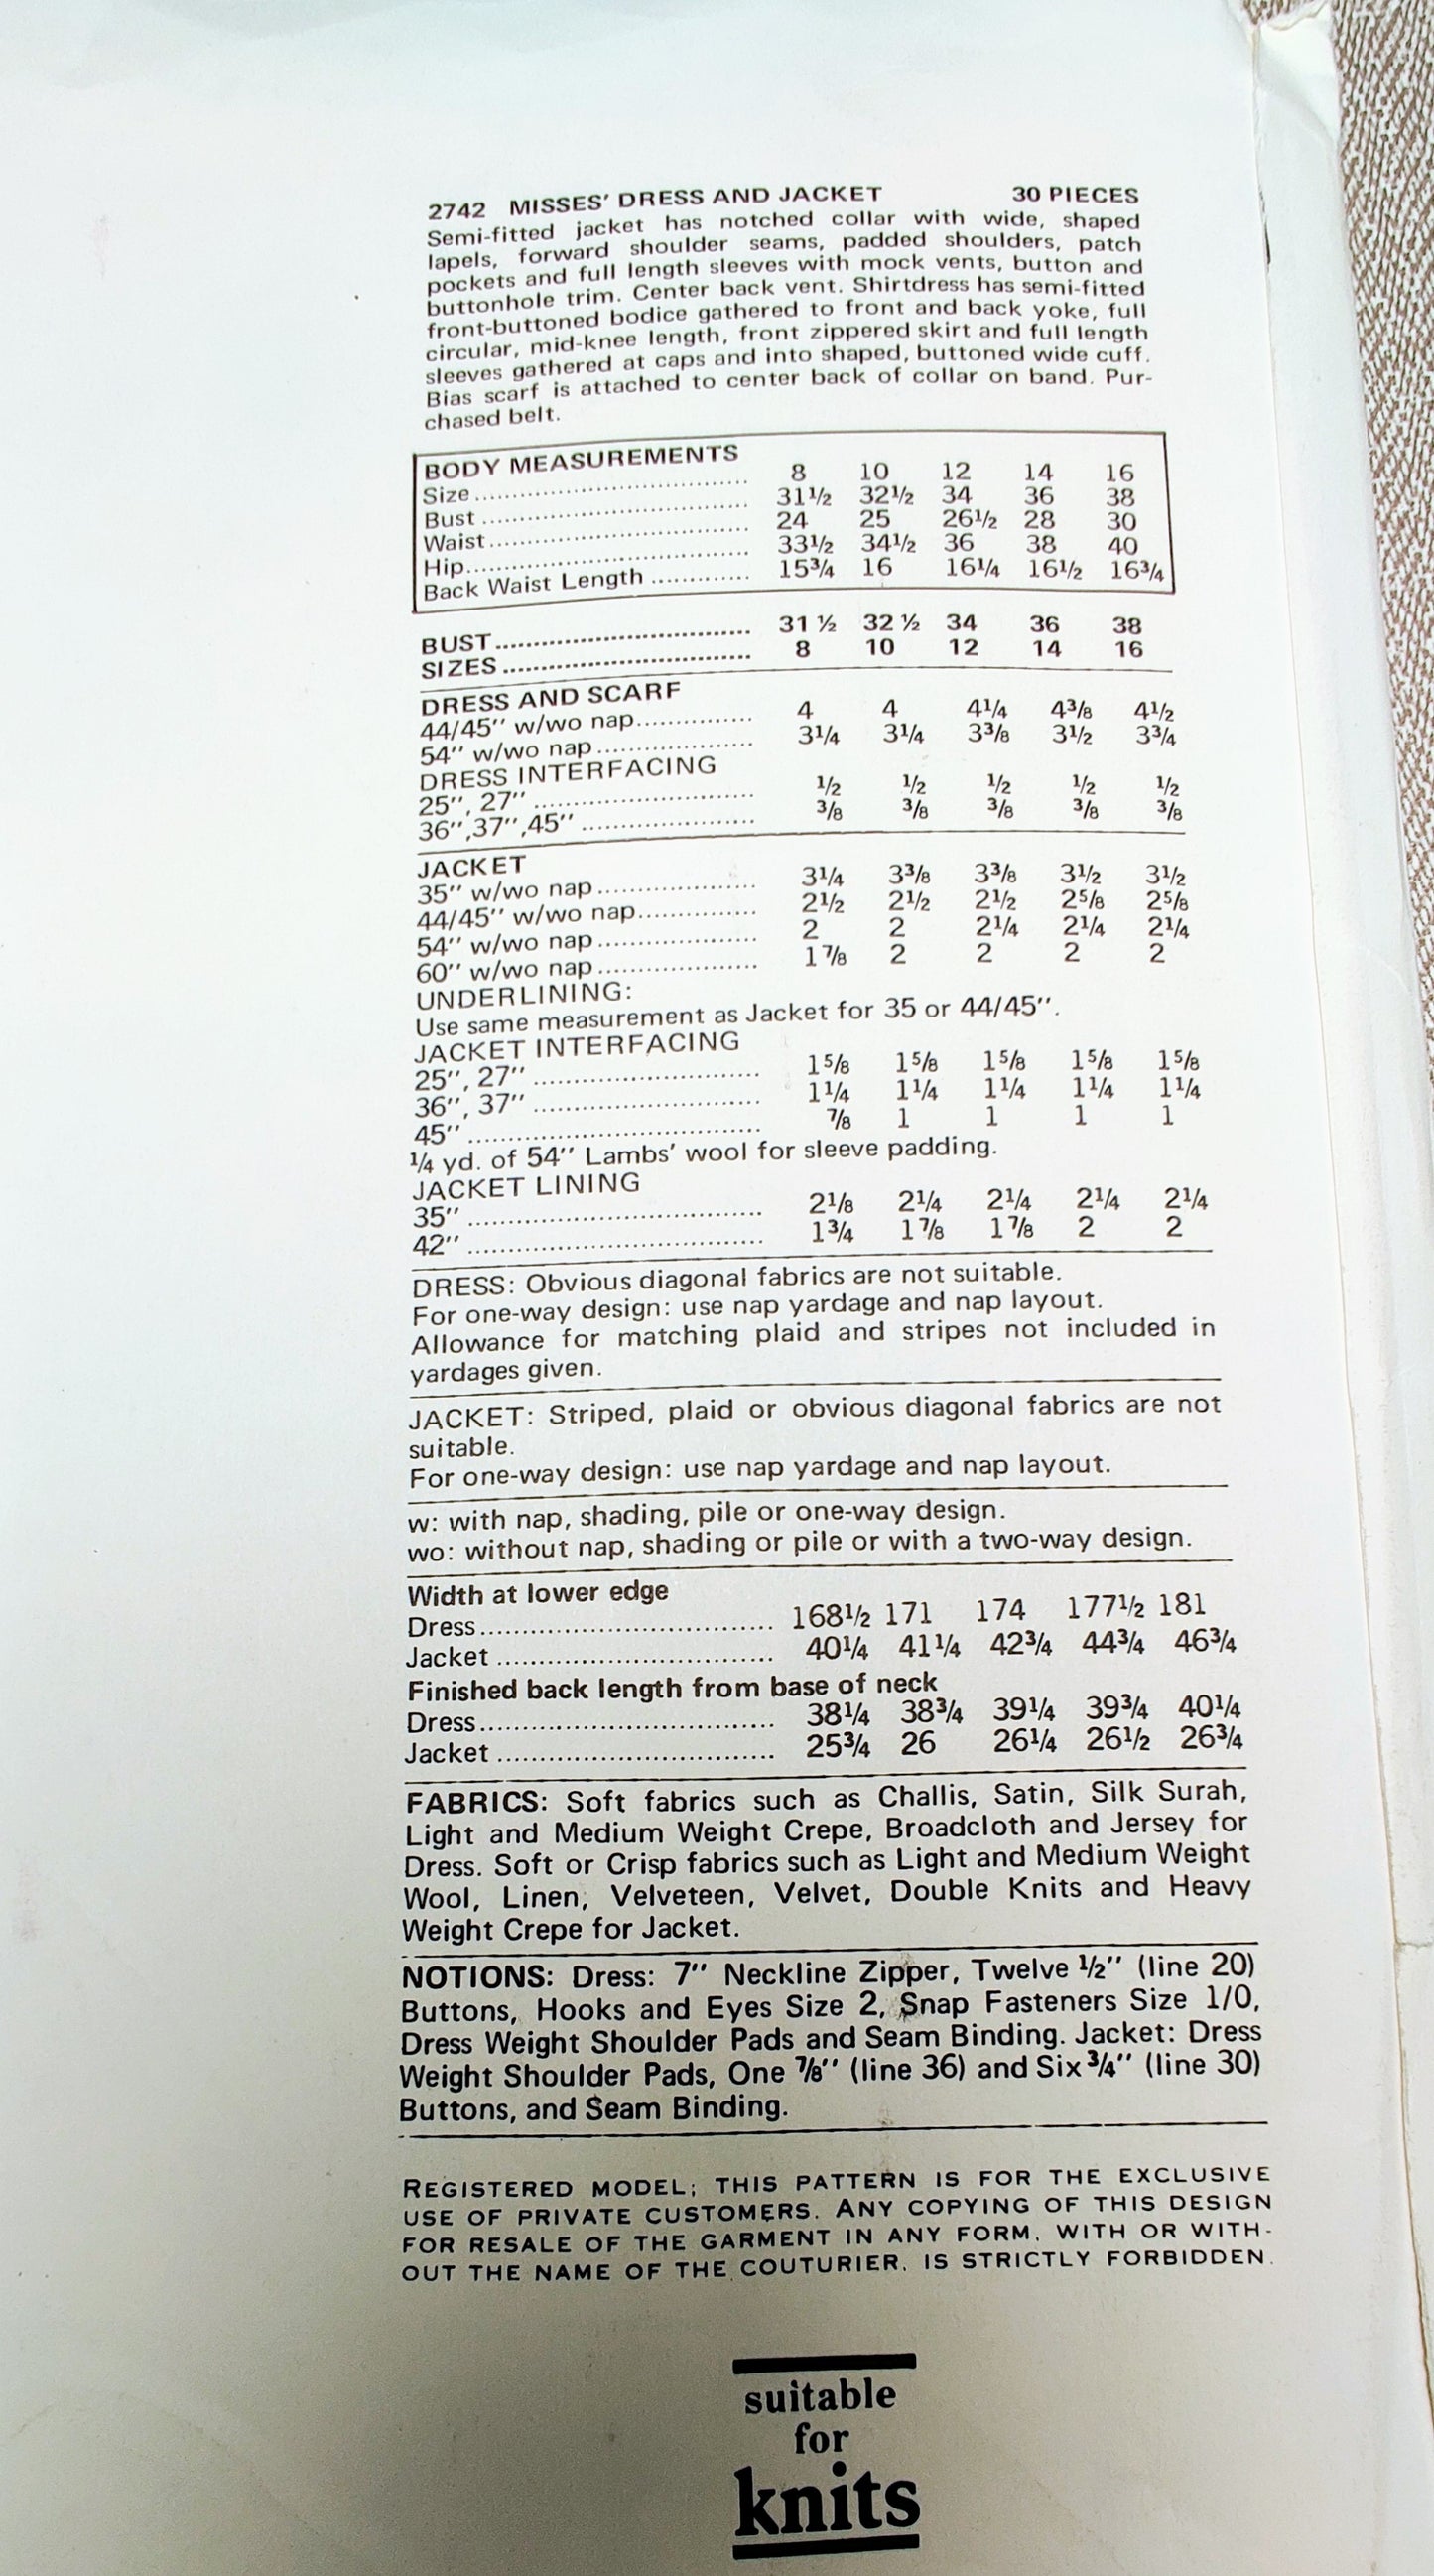 2742 MISSES' DRESS AND JACKET 30 PIECES
Semi-fitted jacket has notched collar with wide, shaped
lapels, forward shoulder seams, padded shoulders, patch
pockets and full length sleeves with mock vents, button and
buttonhole trim. Center back vent. Shirtdress has semi-fitted
front-buttoned bodice gathered to front and back yoke, full
circular, mid-knee length, front zippered skirt and full length
sleeves gathered at caps and into shaped, buttoned wide cuff.
Bias scarf is attached to center back of collar on band. Pur-
chased belt.
BODY MEASUREMENTS
Size 8 10 12 14 16
Bust 31½ 32½ 34 36 38
Waist 24 25 26½ 28 30
Hip 33½ 34½ 36 38 40
Back Waist Length 15¾ 16 16¼ 16½ 16¾
BUST 31 ½ 32 ½ 34 36 38
SIZES 8 10 12 14 16
DRESS AND SCARF
44/45'' w/wo nap 4 4 4¼ 4⅜ 4½
54'' w/wo nap 3¼ 3¼ 3⅜ 3½ 3¾
DRESS INTERFACING
25'', 27'' ½ ½ ½ ½ ½
36'',37'',45'' ⅜ ⅜ ⅜ ⅜ ⅜
JACKET
35'' w/wo nap 3¼ 3⅜ 3⅜ 3½ 3½
44/45'' w/wo nap 2½ 2½ 2½ 2⅝ 2⅝
54'' w/wo nap 2 2 2¼ 2¼ 2¼
60'' w/wo nap 1⅞ 2 2 2 2
UNDERLINING:
Use same measurement as Jacket for 35 or 44/45''.
JACKET INTERFACING
25'', 27'' 1⅝ 1⅝ 1⅝ 1⅝ 1⅝
36'', 37'' 1¼ 1¼ 1¼ 1¼ 1¼
45'' ⅞ 1 1 1 1
¼ yd. of 54'' Lambs' wool for sleeve padding.
JACKET LINING
35'' 2⅛ 2¼ 2¼ 2¼ 2¼
42'' 1¾ 1⅞ 1⅞ 2 2
DRESS: Obvious diagonal fabrics are not suitable.
For one-way design: use nap yardage and nap layout.
Allowance for matching plaid and stripes not included in
yardages given.
JACKET: Striped, plaid or obvious diagonal fabrics are not
suitable.
For one-way design: use nap yardage and nap layout.
w: with nap, shading, pile or one-way design.
wo: without nap, shading or pile or with a two-way design.
Width at lower edge
Dress 168½ 171 174 177½ 181
Jacket 40¼ 41¼ 42¾ 44¾ 46¾
Finished back length from base of neck
Dress 38¼ 38¾ 39¼ 39¾ 40¼
Jacket 25¾ 26 26¼ 26½ 26¾
FABRICS: Soft fabrics such as Challis, Satin, Silk Surah,
Light and Medium Weight Crepe, Broadcloth and Jersey for
Dress. Soft or Crisp fabrics such as Light and Medium Weight
Wool, Linen, Velveteen, Velvet, Double Knits and Heavy
Weight Crepe for Jacket.
NOTIONS: Dress: 7'' Neckline Zipper, Twelve ½'' (line 20)
Buttons, Hooks and Eyes Size 2, Snap Fasteners Size 1/0,
Dress Weight Shoulder Pads and Seam Binding. Jacket: Dress
Weight Shoulder Pads, One ⅞'' (line 36) and Six ¾'' (line 30)
Buttons, and Seam Binding.
REGISTERED MODEL; THIS PATTERN IS FOR THE EXCLUSIVE
USE OF PRIVATE CUSTOMERS. ANY COPYING OF THIS DESIGN
FOR RESALE OF THE GARMENT IN ANY FORM, WITH OR WITH-
OUT THE NAME OF THE COUTURIER, IS STRICTLY FORBIDDEN.
suitable
for
knits